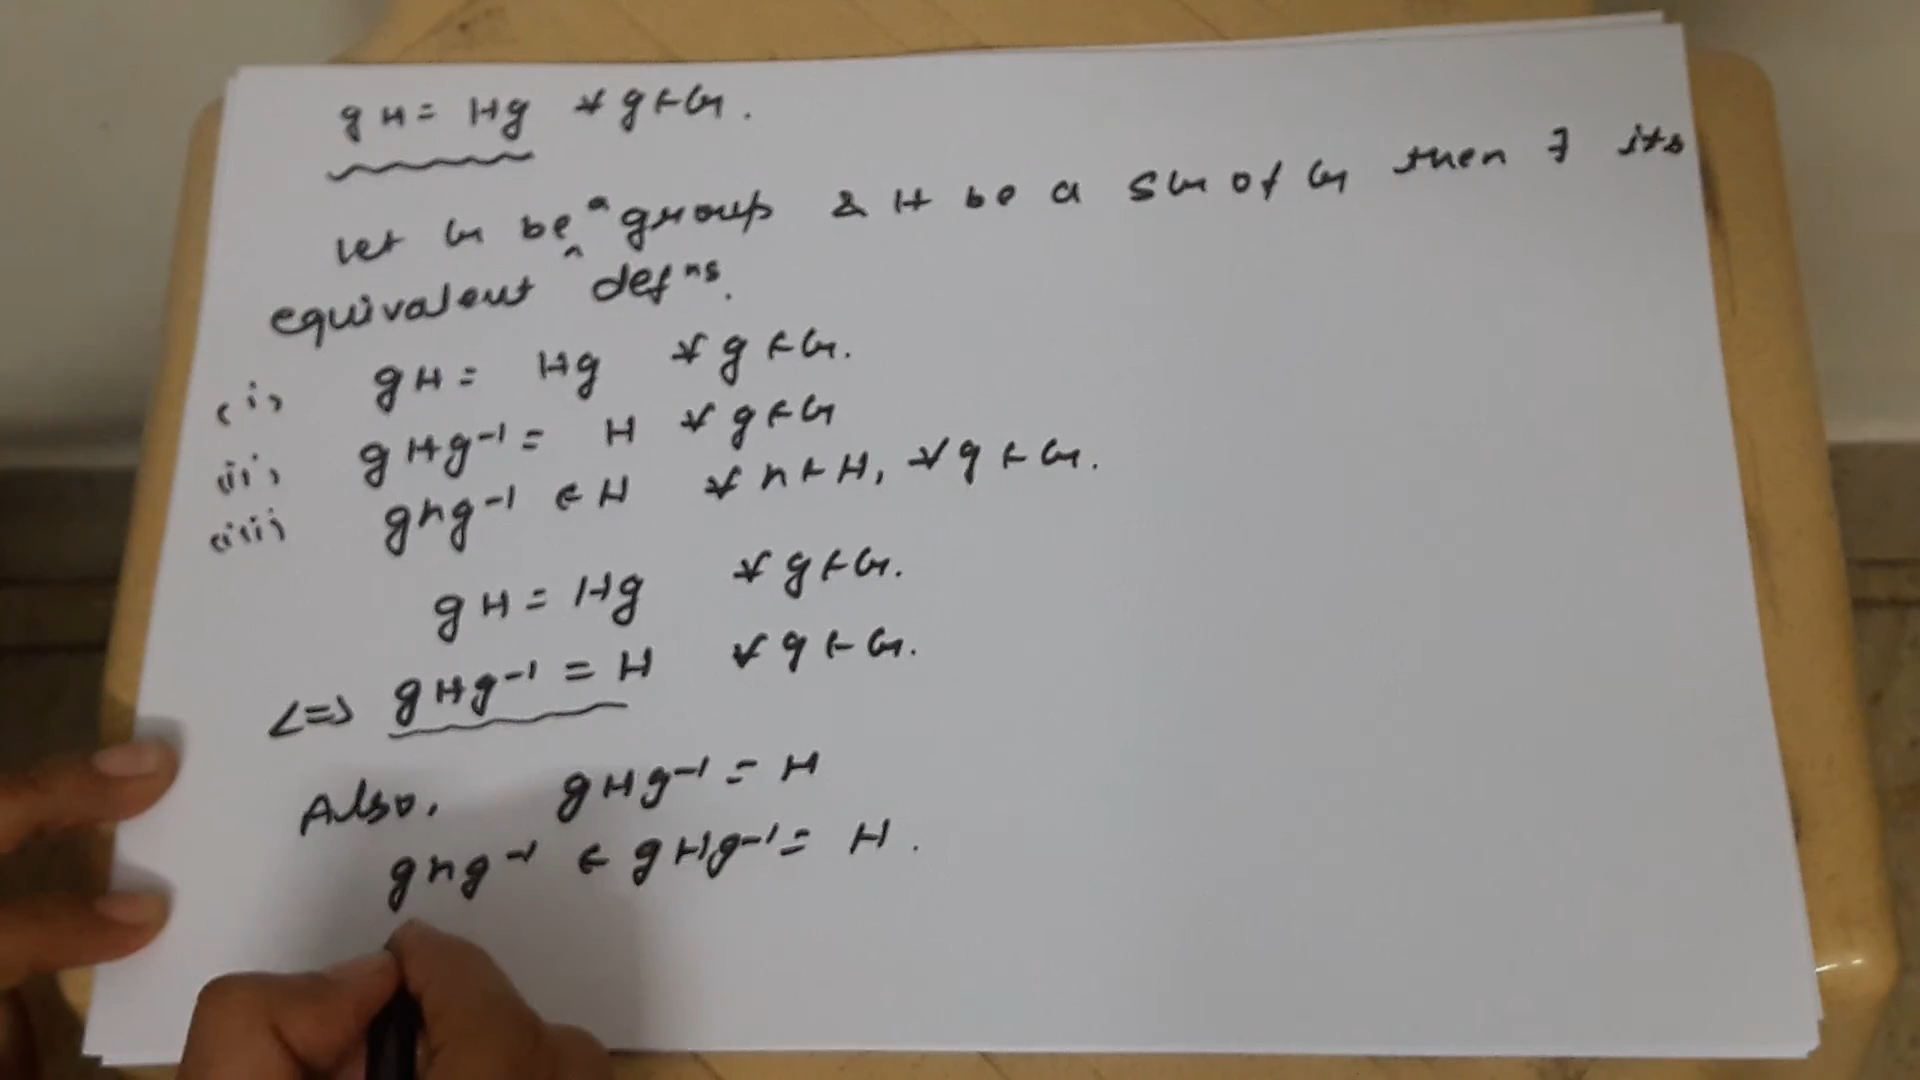 gH = Hg ∀ g ∈ G.
Let G be a group & H be a SG of G then ∃ its
equivalent defⁿˢ.
(i) gH = Hg ∀ g ∈ G.
(ii) gHg⁻¹ = H ∀ g ∈ G
(iii) ghg⁻¹ ∈ H ∀ h ∈ H, ∀ g ∈ G.
gH = Hg ∀ g ∈ G.
<=> gHg⁻¹ = H ∀ g ∈ G.
Also, gHg⁻¹ = H
ghg⁻¹ ∈ gHg⁻¹ = H.